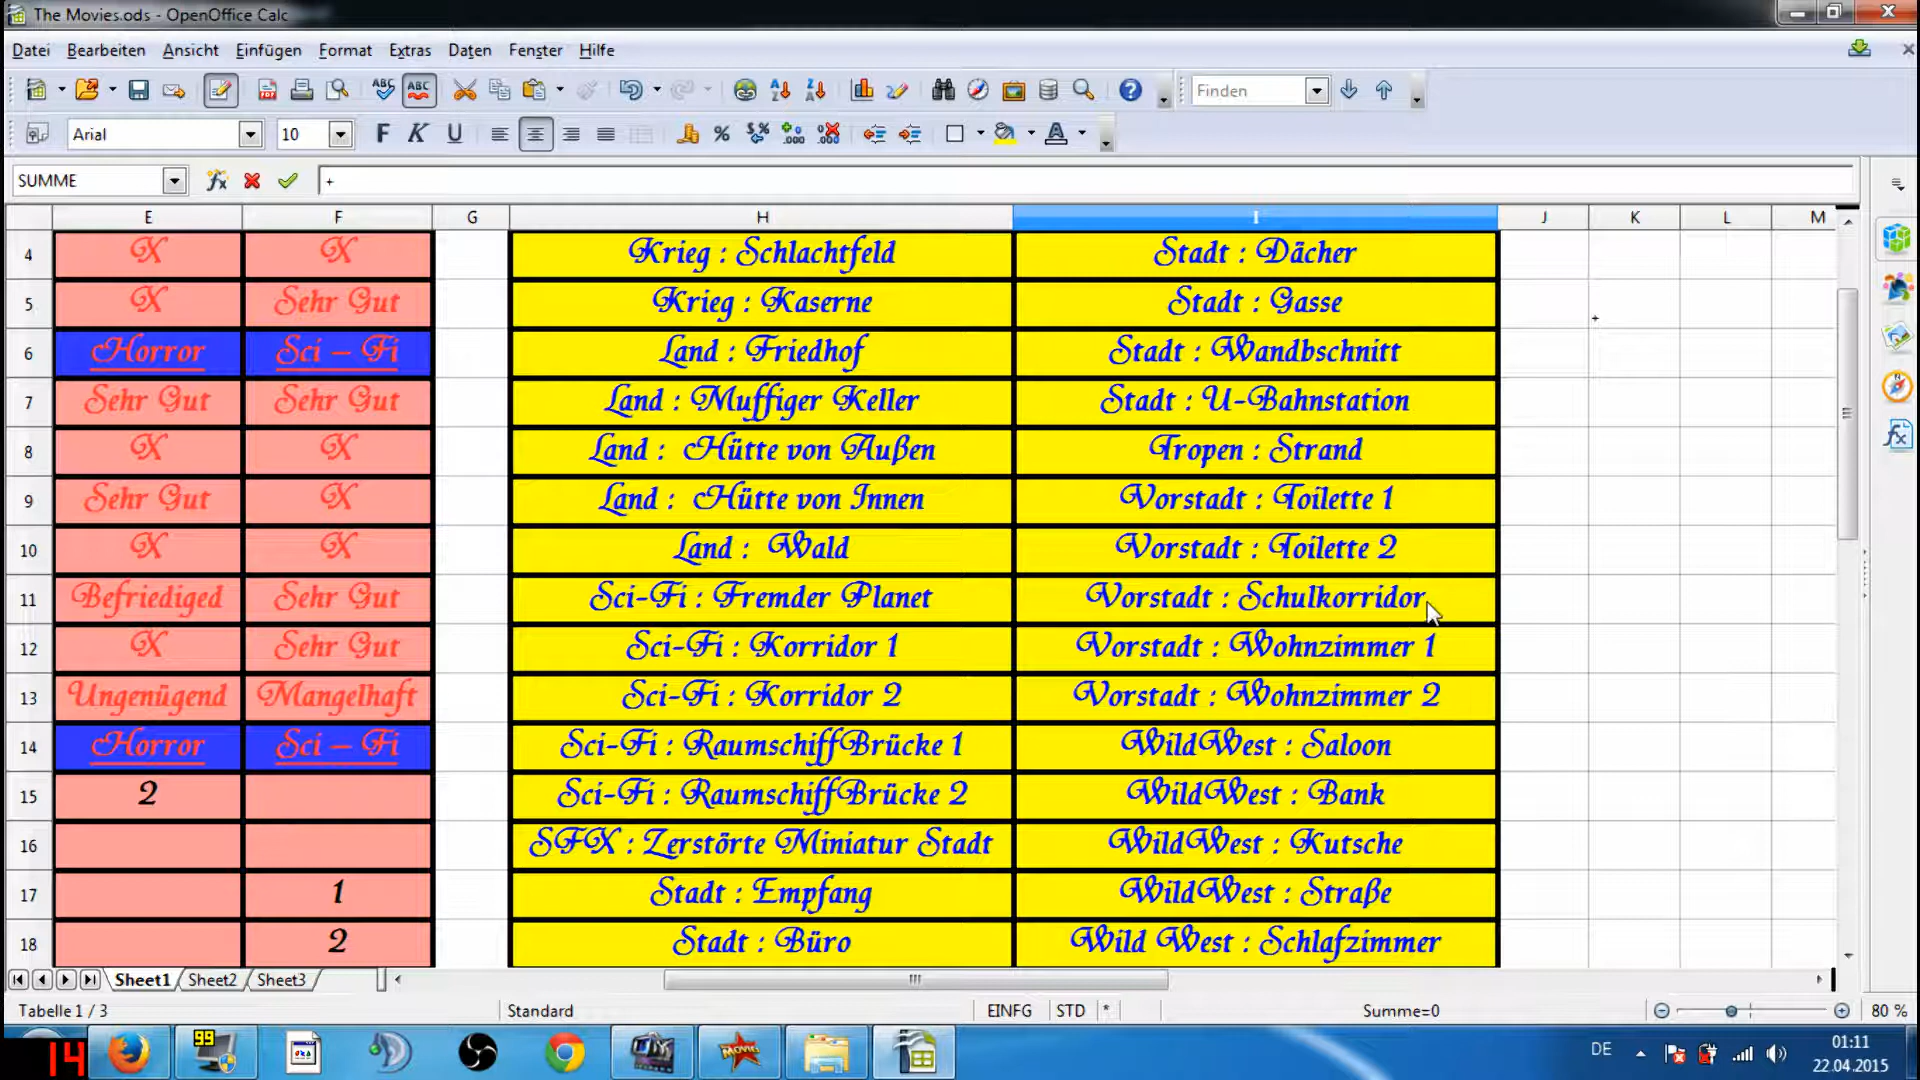 The Movies.ods - OpenOffice Calc
Datei Bearbeiten Ansicht Einfügen Format Extras Daten Fenster Hilfe
ABC ABC Finden
Arial 10 F K U
SUMME +
E F G H I J K L M
4 X X Krieg : Schlachtfeld Stadt : Dächer
5 X Sehr Gut Krieg : Kaserne Stadt : Gasse +
6 Horror Sci – Fi Land : Friedhof Stadt : Wandbschnitt
7 Sehr Gut Sehr Gut Land : Muffiger Keller Stadt : U-Bahnstation
8 X X Land : Hütte von Außen Tropen : Strand
9 Sehr Gut X Land : Hütte von Innen Vorstadt : Toilette 1
10 X X Land : Wald Vorstadt : Toilette 2
11 Befriediged Sehr Gut Sci-Fi : Fremder Planet Vorstadt : Schulkorridor
12 X Sehr Gut Sci-Fi : Korridor 1 Vorstadt : Wohnzimmer 1
13 Ungenügend Mangelhaft Sci-Fi : Korridor 2 Vorstadt : Wohnzimmer 2
14 Horror Sci – Fi Sci-Fi : RaumschiffBrücke 1 WildWest : Saloon
15 2 Sci-Fi : RaumschiffBrücke 2 WildWest : Bank
16 SFX : Zerstörte Miniatur Stadt WildWest : Kutsche
17 1 Stadt : Empfang WildWest : Straße
18 2 Stadt : Büro Wild West : Schlafzimmer
Sheet1 Sheet2 Sheet3
Tabelle 1 / 3 Standard EINFG STD * Summe=0 80 %
14 99 MOVIES DE 01:11
22.04.2015